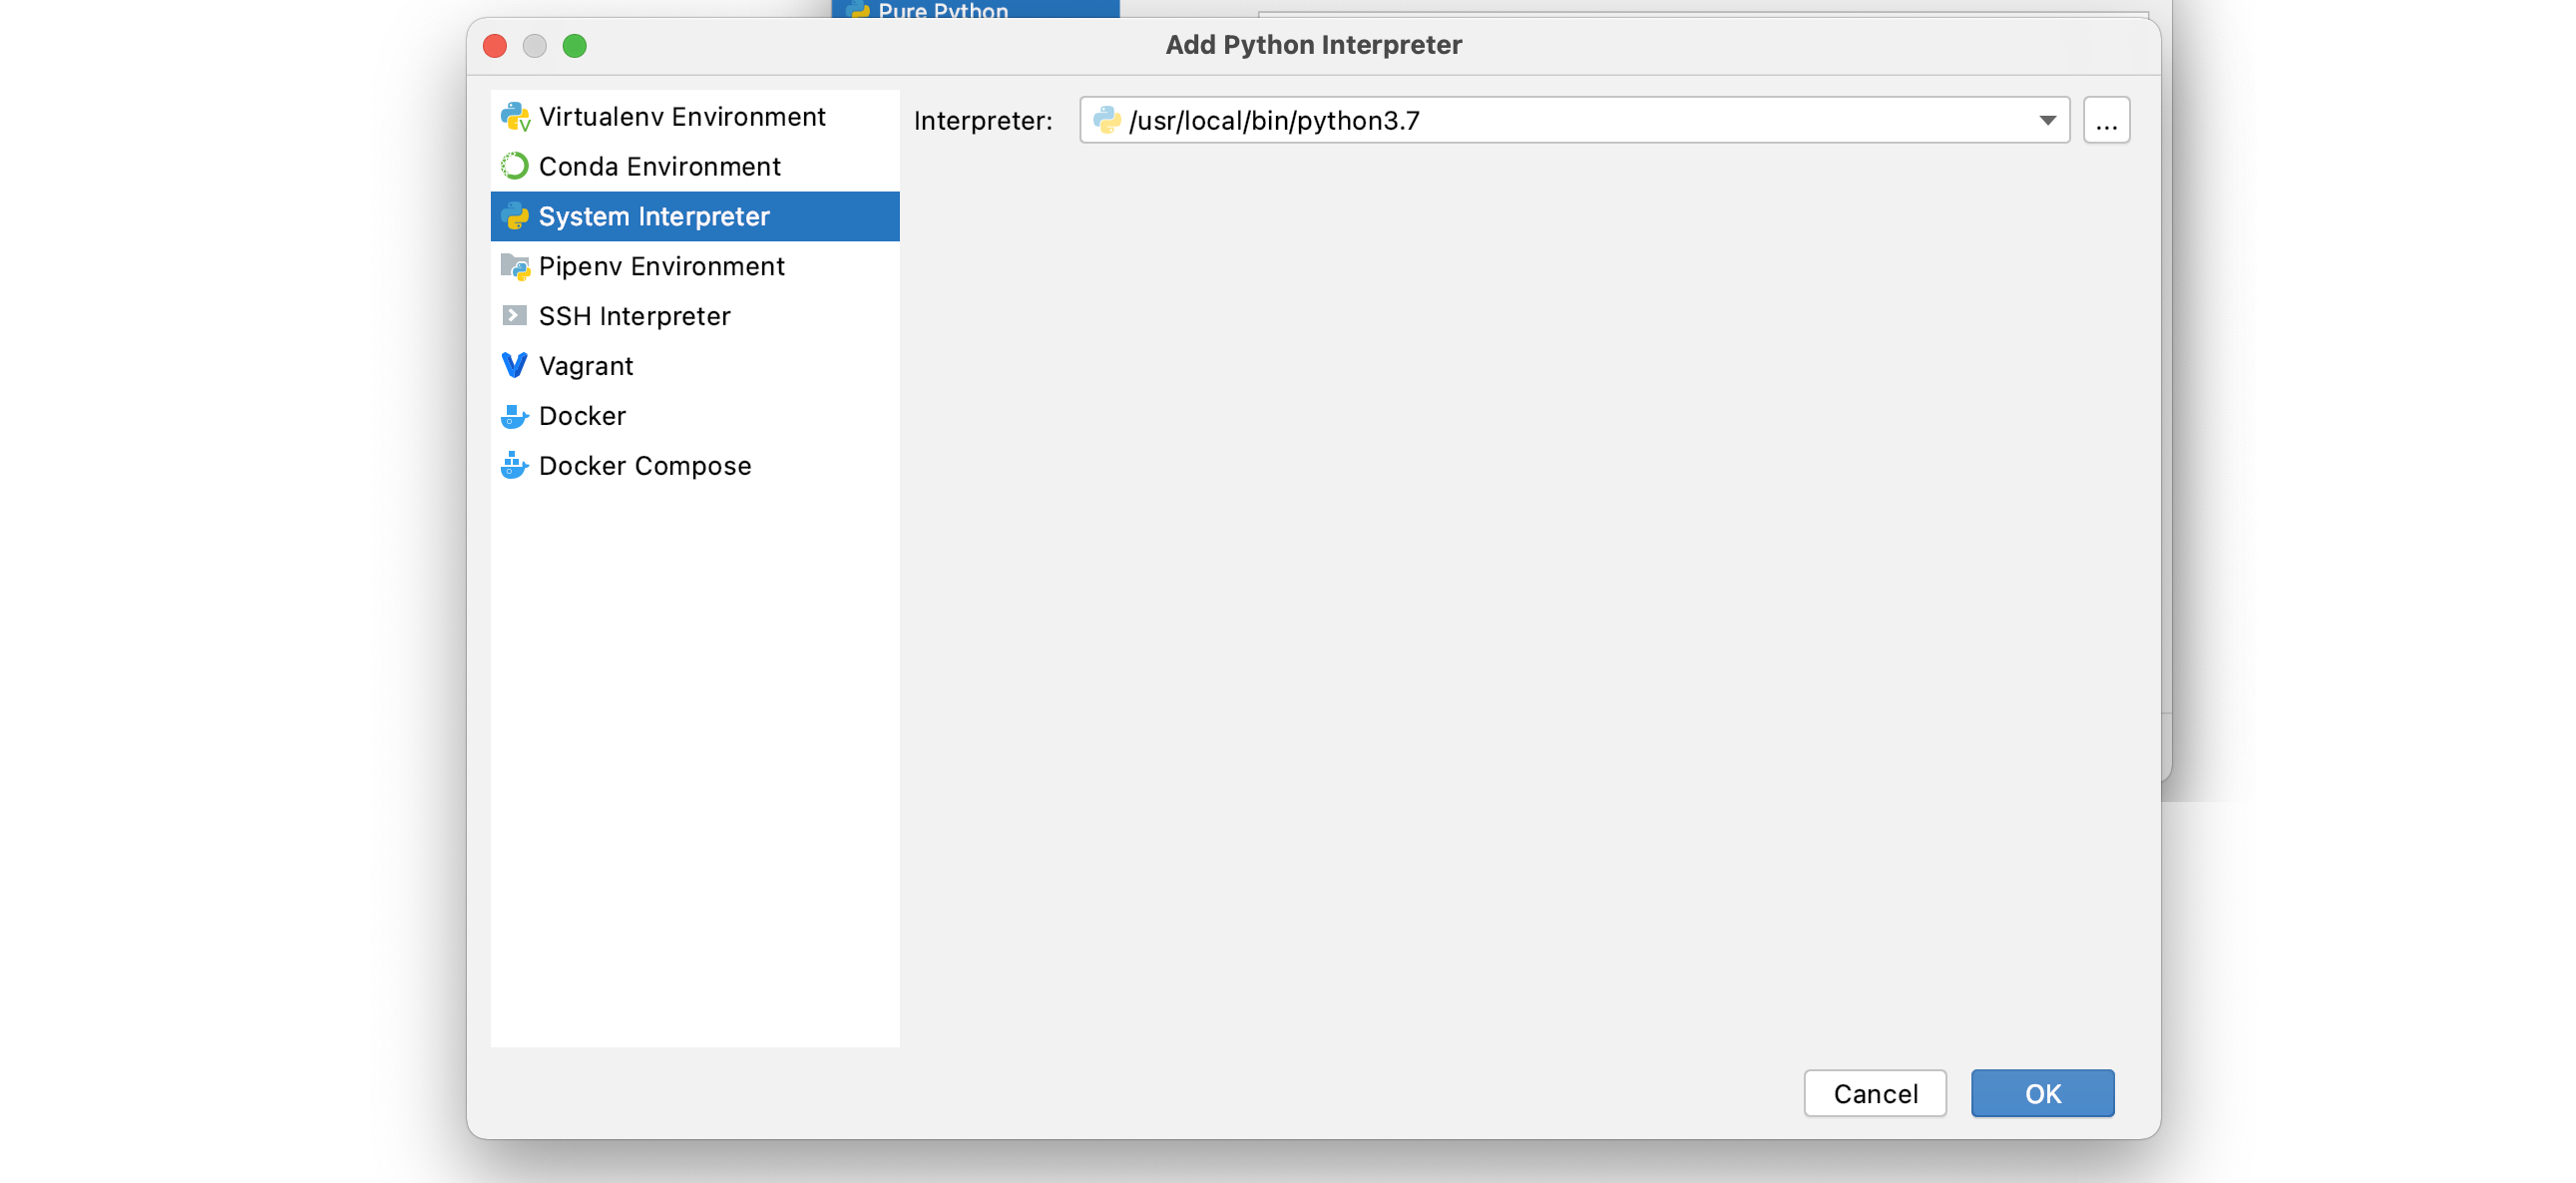 Pure Python
Add Python Interpreter
Virtualenv Environment
Conda Environment
System Interpreter
Pipenv Environment
SSH Interpreter
Vagrant
Docker
Docker Compose
Interpreter: /usr/local/bin/python3.7 ...
Cancel OK